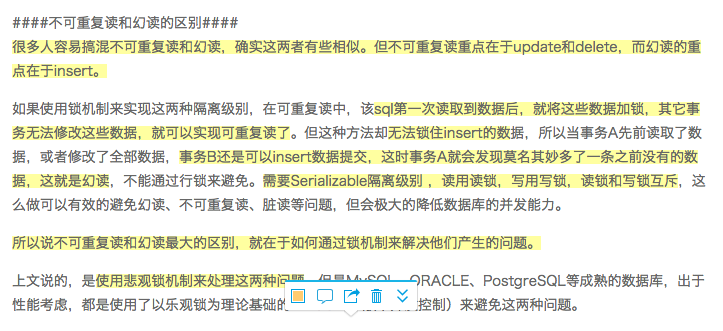 ####不可重复读和幻读的区别####
很多人容易搞混不可重复读和幻读，确实这两者有些相似。但不可重复读重点在于update和delete，而幻读的重
点在于insert。
如果使用锁机制来实现这两种隔离级别，在可重复读中，该sql第一次读取到数据后，就将这些数据加锁，其它事
务无法修改这些数据，就可以实现可重复读了。但这种方法却无法锁住insert的数据，所以当事务A先前读取了数
据，或者修改了全部数据，事务B还是可以insert数据提交，这时事务A就会发现莫名其妙多了一条之前没有的数
据，这就是幻读，不能通过行锁来避免。需要Serializable隔离级别 ，读用读锁，写用写锁，读锁和写锁互斥，这
么做可以有效的避免幻读、不可重复读、脏读等问题，但会极大的降低数据库的并发能力。
所以说不可重复读和幻读最大的区别，就在于如何通过锁机制来解决他们产生的问题。
上文说的，是使用悲观锁机制来处理这两种问题，但是MySQL、ORACLE、PostgreSQL等成熟的数据库，出于
性能考虑，都是使用了以乐观锁为理论基础的控制）来避免这两种问题。